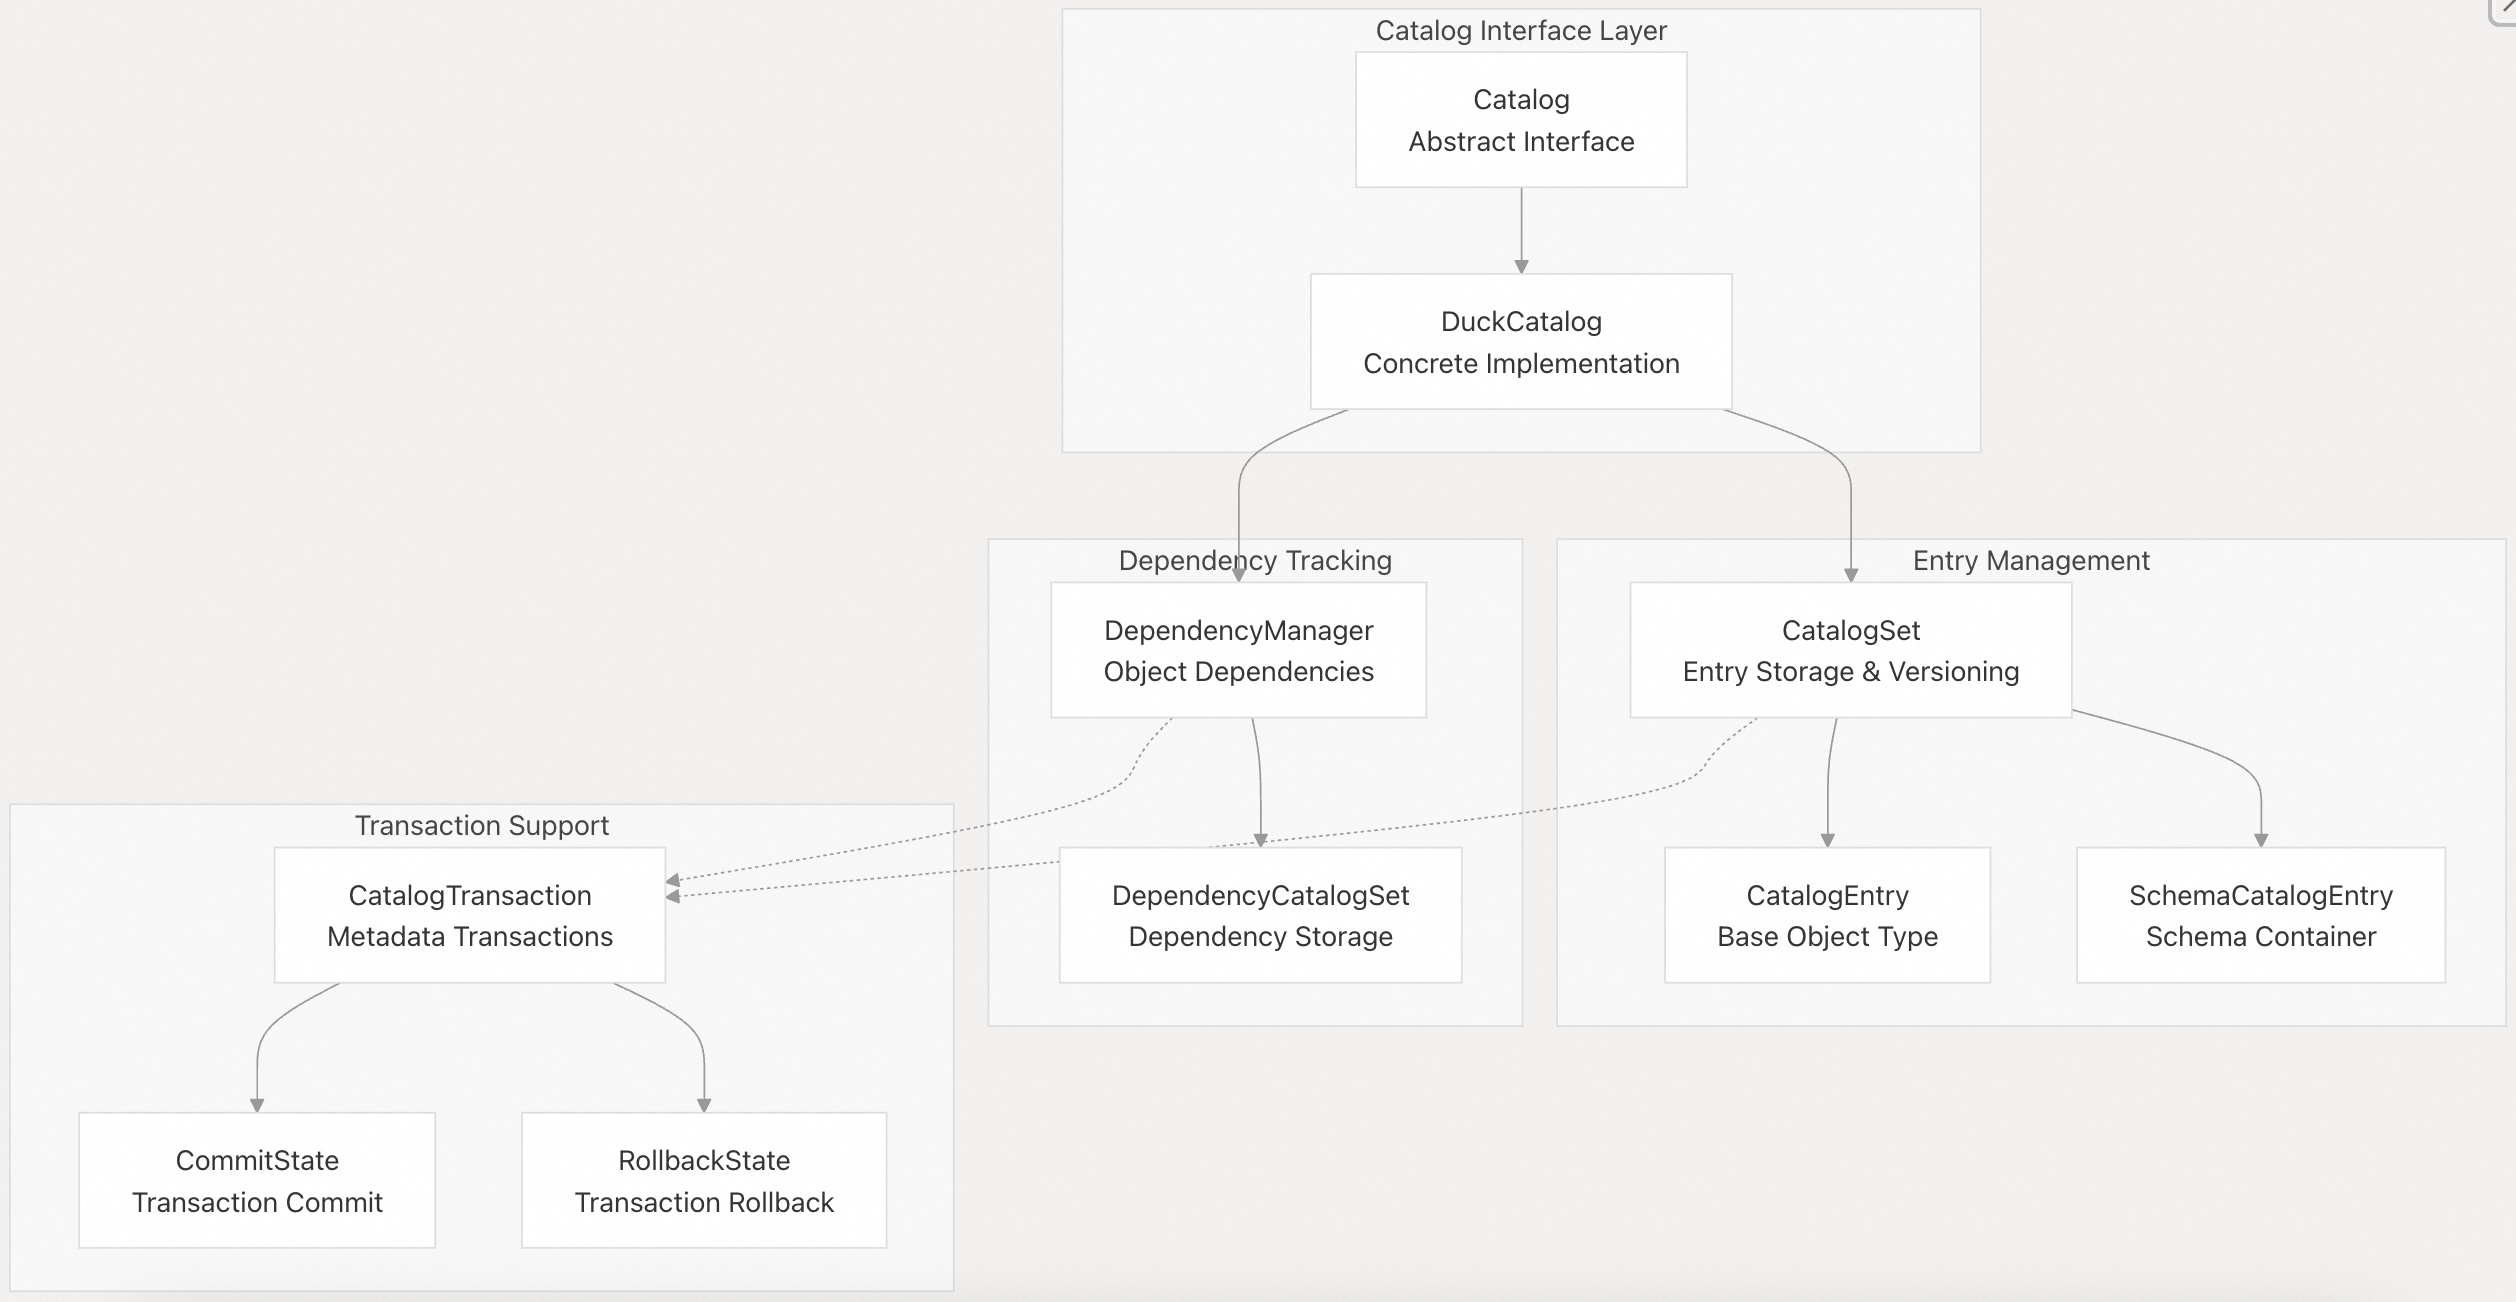 Catalog Interface Layer
Catalog
Abstract Interface
DuckCatalog
Concrete Implementation
Dependency Tracking
DependencyManager
Object Dependencies
Entry Management
CatalogSet
Entry Storage & Versioning
Transaction Support
CatalogTransaction
Metadata Transactions
DependencyCatalogSet
Dependency Storage
CatalogEntry
Base Object Type
SchemaCatalogEntry
Schema Container
CommitState
Transaction Commit
RollbackState
Transaction Rollback